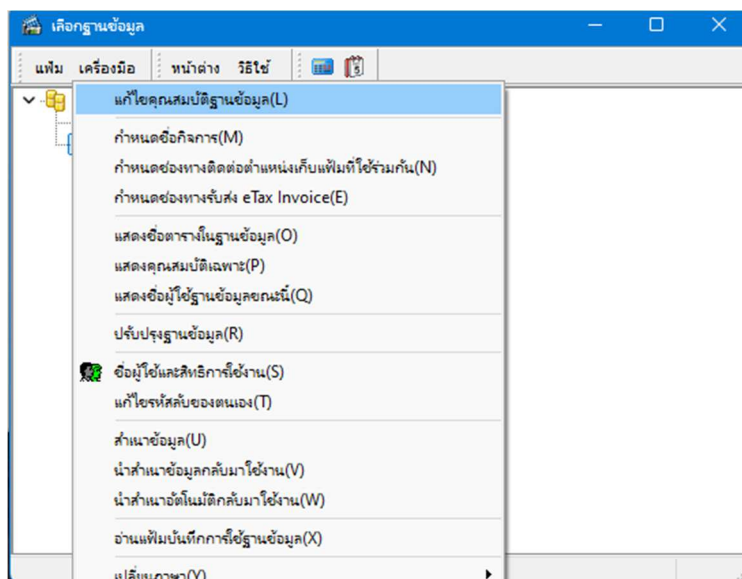 เลือกฐานข้อมูล
แฟ้ม เครื่องมือ หน้าต่าง วิธีใช้
แก้ไขคุณสมบัติฐานข้อมูล(L)
กำหนดชื่อกิจการ(M)
กำหนดช่องทางติดต่อตำแหน่งเก็บแฟ้มที่ใช้ร่วมกัน(N)
กำหนดช่องทางรับส่ง eTax Invoice(E)
แสดงชื่อตารางในฐานข้อมูล(O)
แสดงคุณสมบัติเฉพาะ(P)
แสดงชื่อผู้ใช้ฐานข้อมูลขณะนี้(Q)
ปรับปรุงฐานข้อมูล(R)
ชื่อผู้ใช้และสิทธิการใช้งาน(S)
แก้ไขรหัสลับของตนเอง(T)
สำเนาข้อมูล(U)
นำสำเนาข้อมูลกลับมาใช้งาน(V)
นำสำเนาอัตโนมัติกลับมาใช้งาน(W)
อ่านแฟ้มบันทึกการใช้ฐานข้อมูล(X)
เปลี่ยนภาษา(Y)